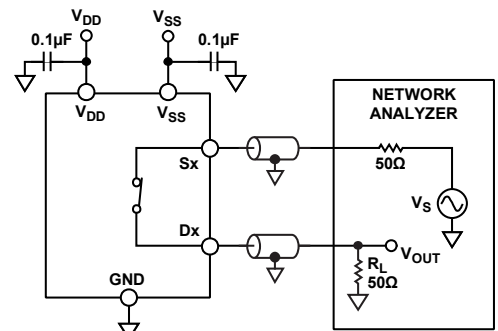 VDD
VSS
0.1µF
0.1µF
VDD
VSS
NETWORK
ANALYZER
Sx
50Ω
VS
Dx
VOUT
RL
50Ω
GND